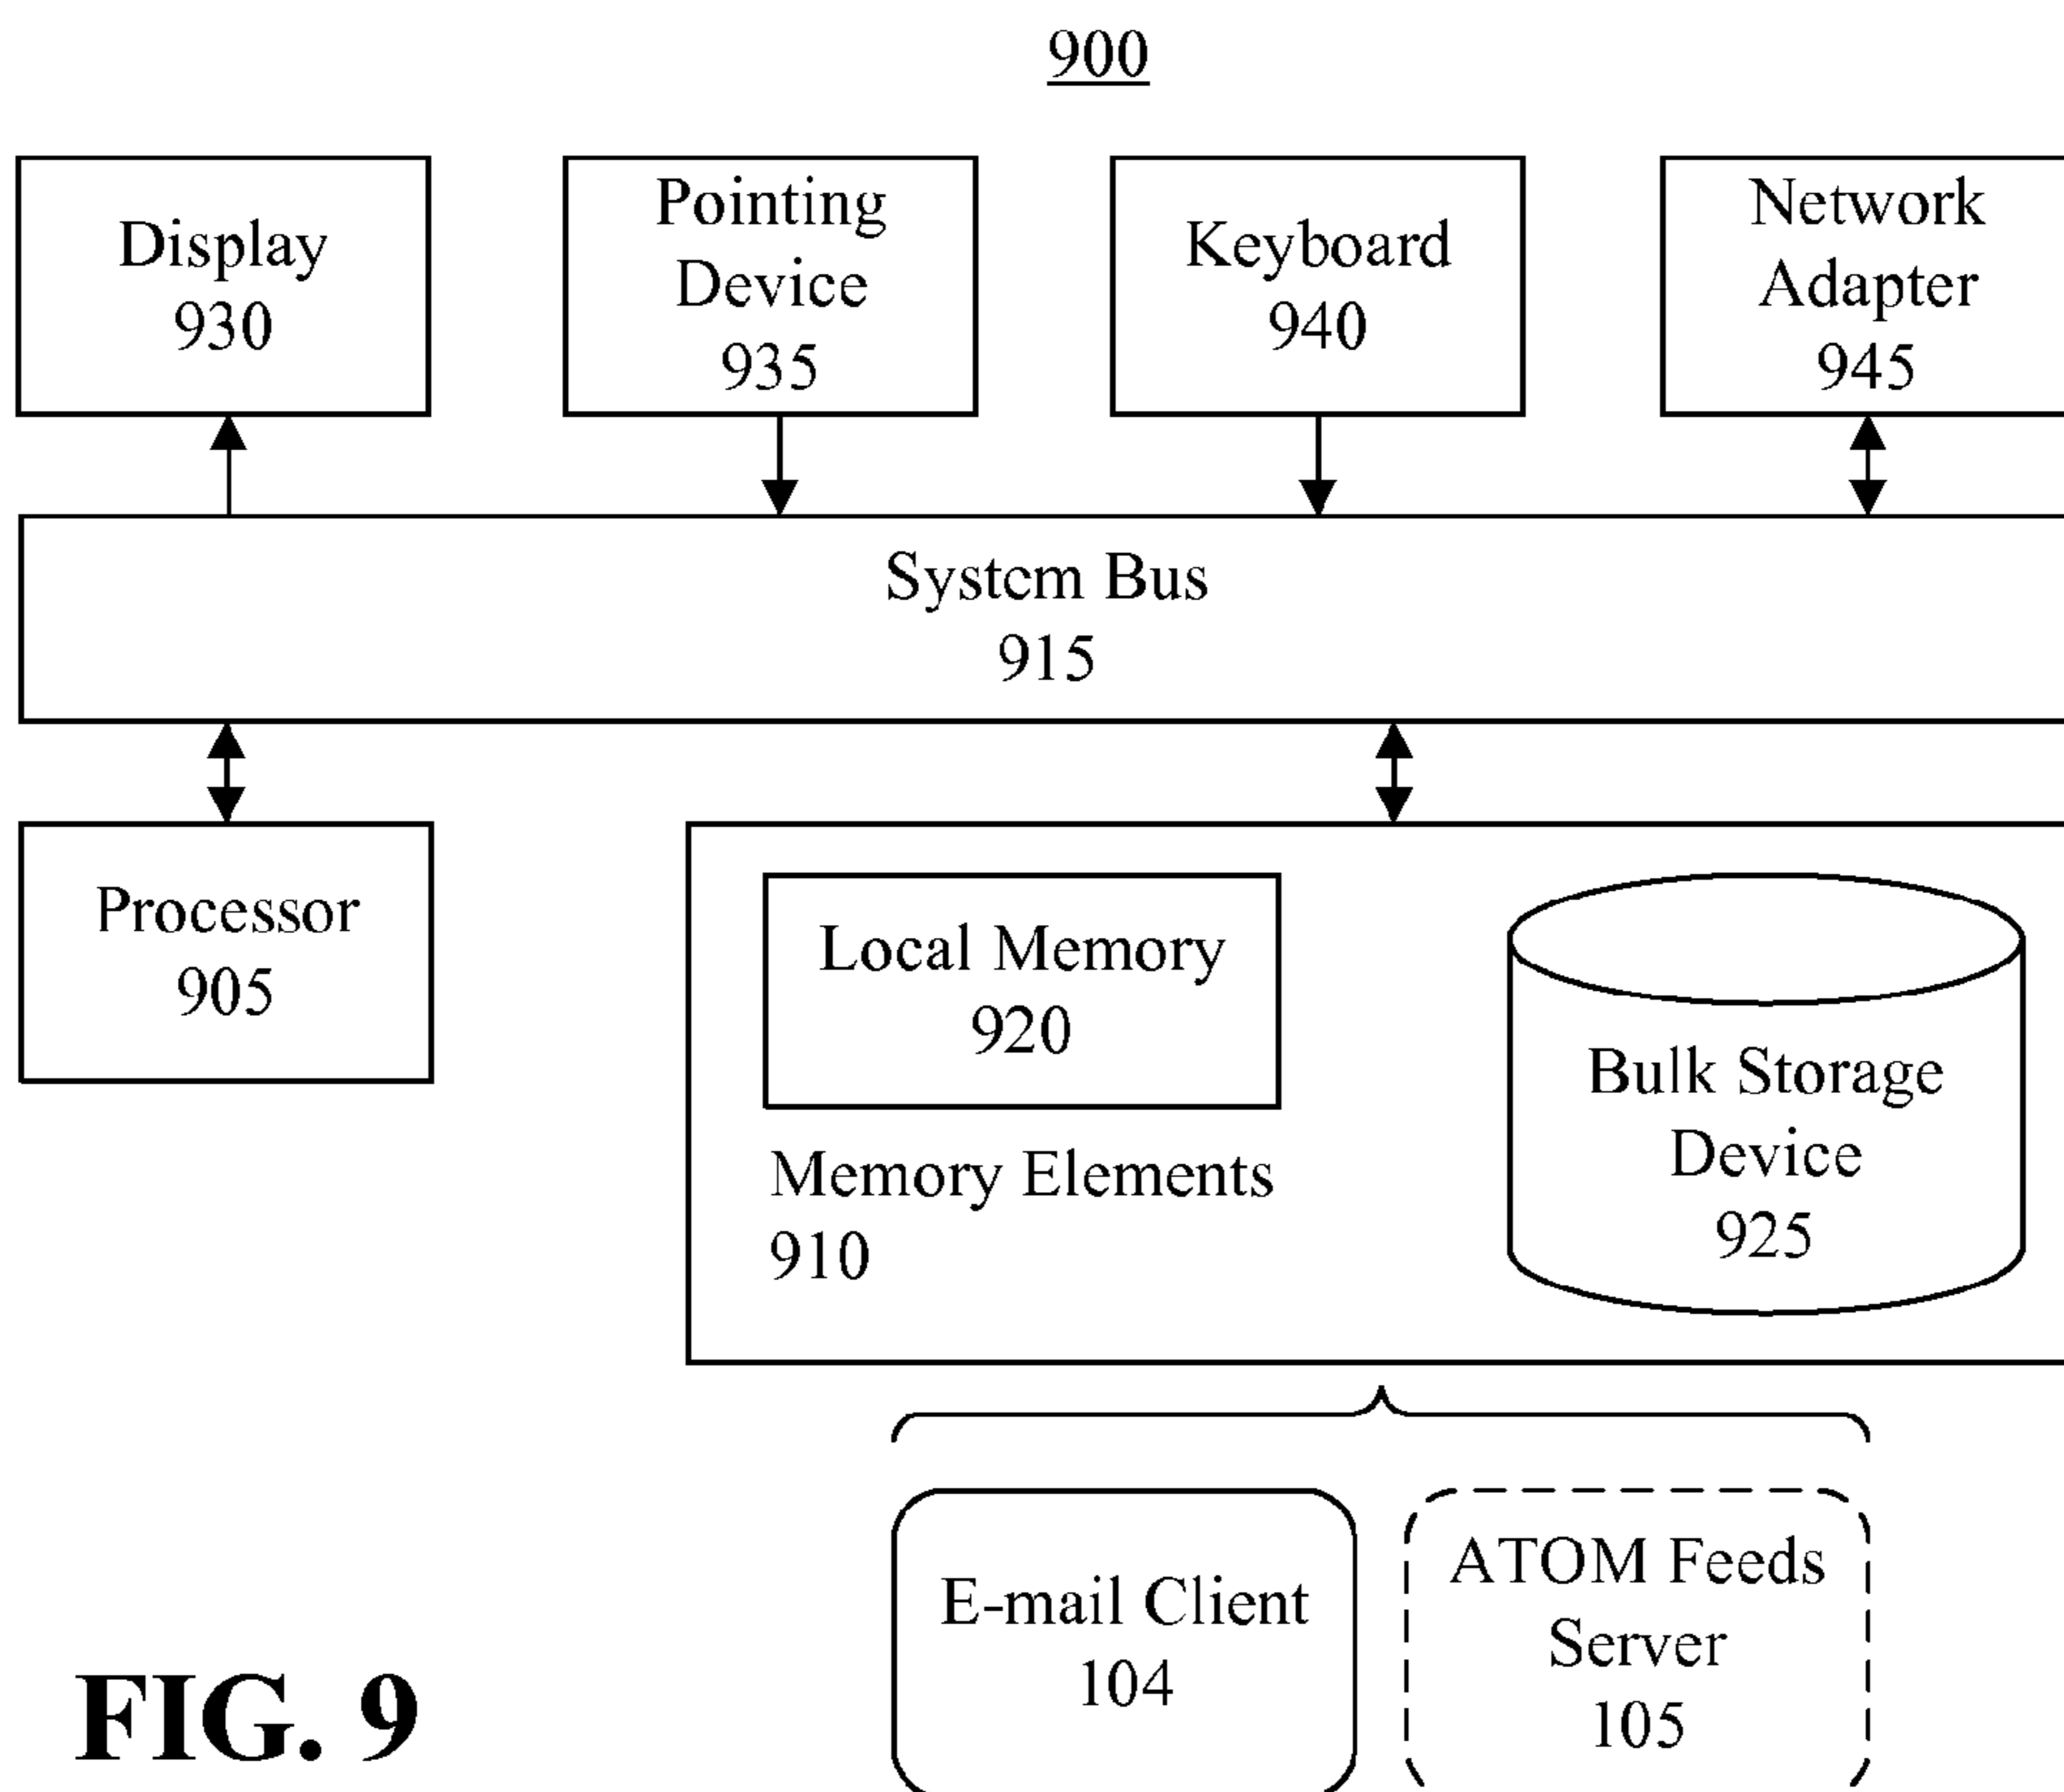 900
Display
930
Pointing
Device
935
Keyboard
940
Network
Adapter
945
System Bus
915
Processor
905
Local Memory
920
Memory Elements
910
Bulk Storage
Device
925
E-mail Client
104
ATOM Feeds
Server
105
FIG. 9